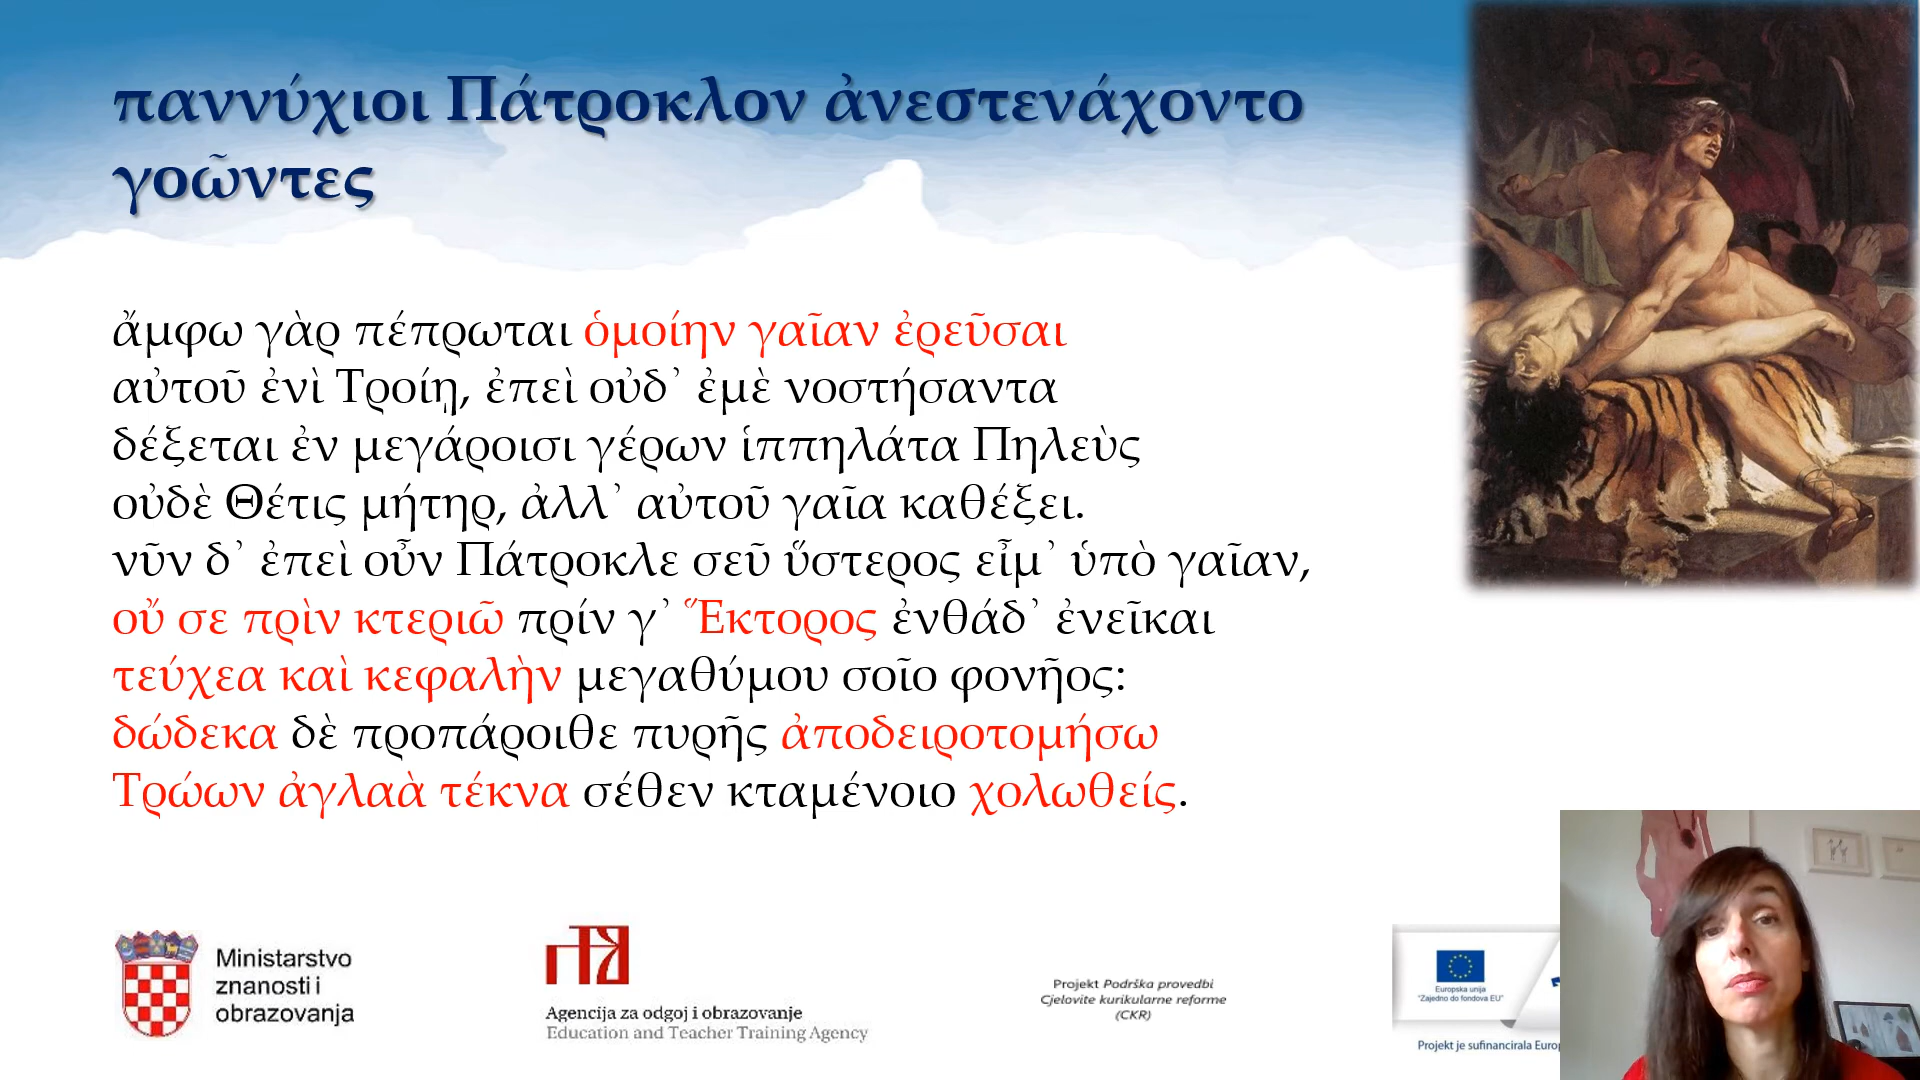 παννύχιοι Πάτροκλον ἀνεστενάχοντο
γοῶντες
ἄμφω γὰρ πέπρωται ὁμοίην γαῖαν ἐρεῦσαι
αὐτοῦ ἐνὶ Τροίῃ, ἐπεὶ οὐδ᾽ ἐμὲ νοστήσαντα
δέξεται ἐν μεγάροισι γέρων ἱππηλάτα Πηλεὺς
οὐδὲ Θέτις μήτηρ, ἀλλ᾽ αὐτοῦ γαῖα καθέξει.
νῦν δ᾽ ἐπεὶ οὖν Πάτροκλε σεῦ ὕστερος εἶμ᾽ ὑπὸ γαῖαν,
οὔ σε πρὶν κτεριῶ πρίν γ᾽ Ἕκτορος ἐνθάδ᾽ ἐνεῖκαι
τεύχεα καὶ κεφαλὴν μεγαθύμου σοῖο φονῆος:
δώδεκα δὲ προπάροιθε πυρῆς ἀποδειροτομήσω
Τρώων ἀγλαὰ τέκνα σέθεν κταμένοιο χολωθείς.
Ministarstvo
znanosti i
obrazovanja
Agencija za odgoj i obrazovanje
Education and Teacher Training Agency
Projekt Podrška provedbi
Cjelovite kurikularne reforme
(CKR)
Europska unija
"Zajedno do fondova EU"
Projekt je sufinancirala